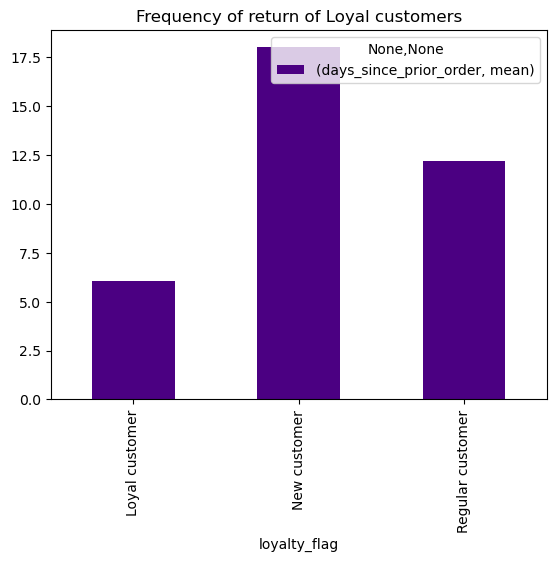 Frequency of return of Loyal customers
None,None
(days_since_prior_order, mean)
17.5
15.0
12.5
10.0
7.5
5.0
2.5
0.0
Loyal customer
New customer
Regular customer
loyalty_flag